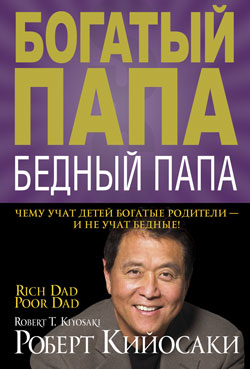 БОГАТЫЙ
ПАПА
БЕДНЫЙ ПАПА
ЧЕМУ УЧАТ ДЕТЕЙ БОГАТЫЕ РОДИТЕЛИ —
И НЕ УЧАТ БЕДНЫЕ!
RICH DAD
POOR DAD
ROBERT T. KIYOSAKI
РОБЕРТ КИЙОСАКИ